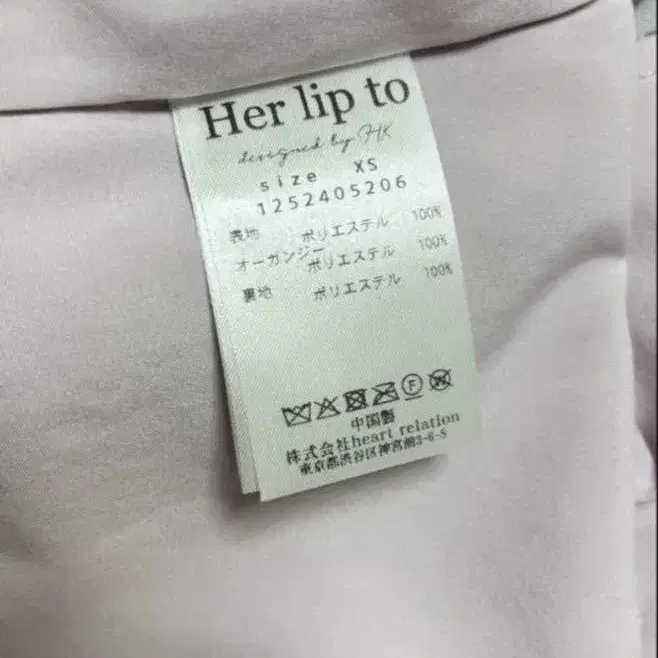 Her lip to
designed by HK
size XS
1252405206
表地 ポリエステル 100%
オーガンジー ポリエステル 100%
裏地 ポリエステル 100%
中国製
株式会社heart relation
東京都渋谷区神宮前3-6-8